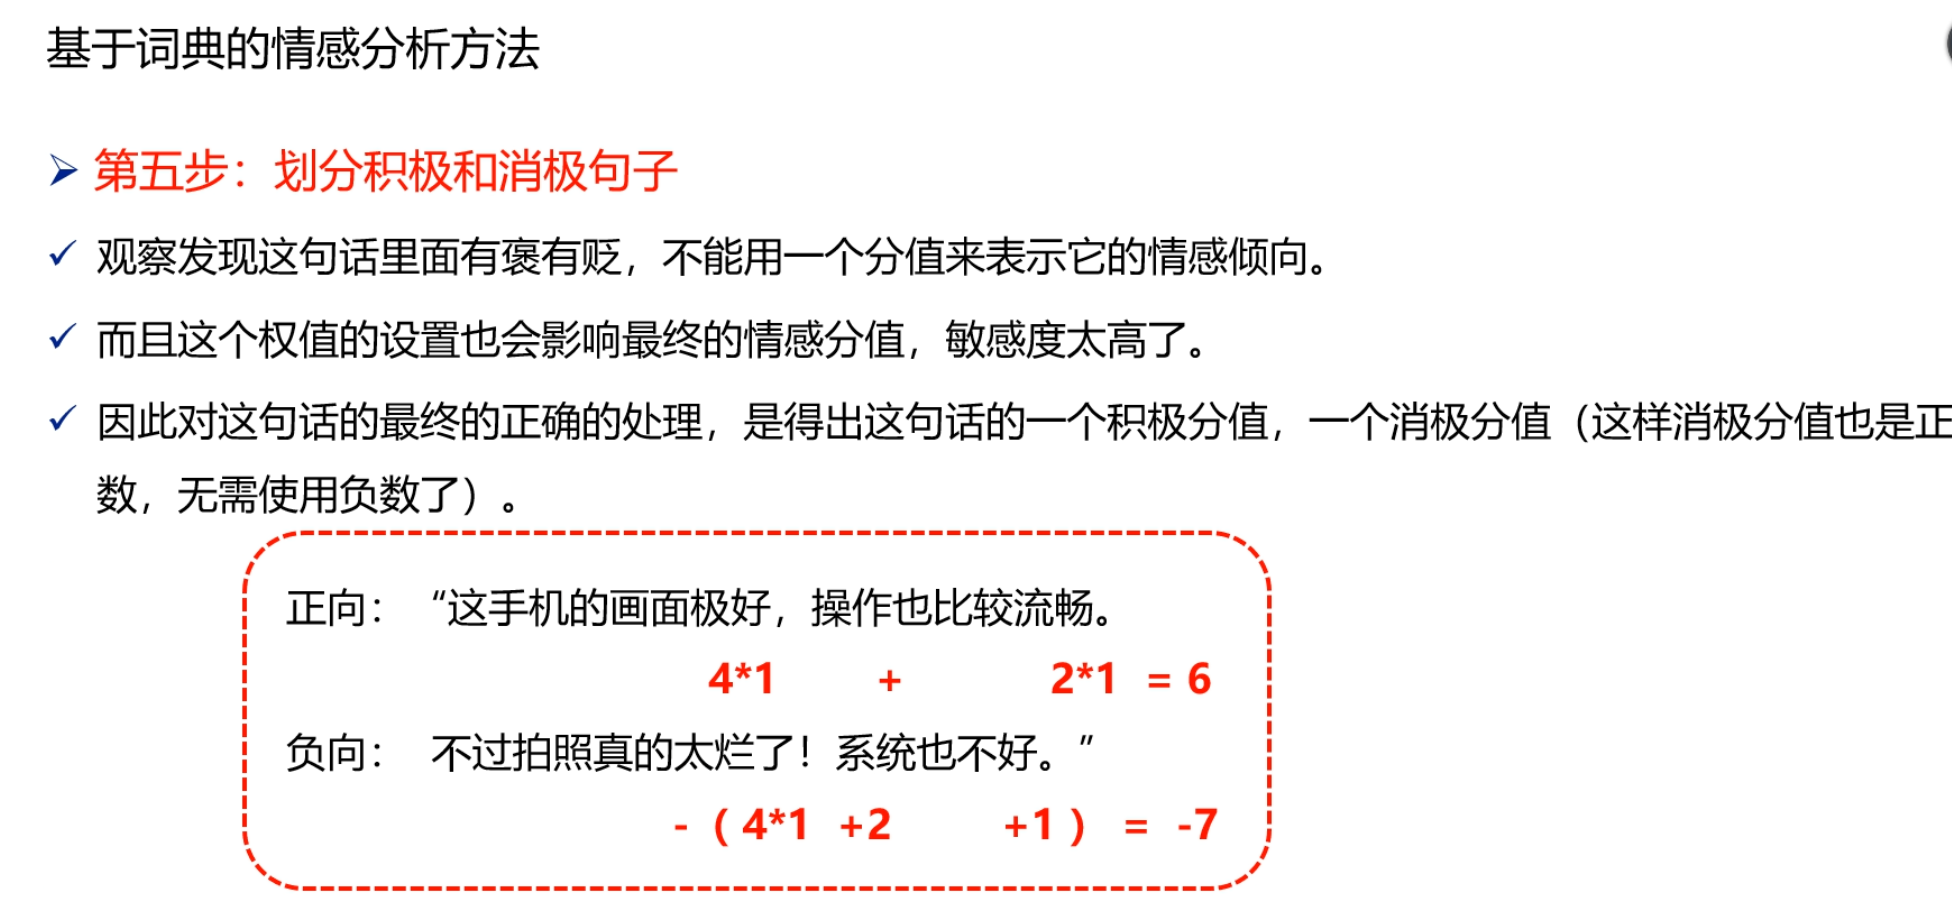 基于词典的情感分析方法
第五步：划分积极和消极句子
观察发现这句话里面有褒有贬，不能用一个分值来表示它的情感倾向。
而且这个权值的设置也会影响最终的情感分值，敏感度太高了。
因此对这句话的最终的正确的处理，是得出这句话的一个积极分值，一个消极分值（这样消极分值也是正
数，无需使用负数了）。
正向： “这手机的画面极好，操作也比较流畅。
4*1 + 2*1 = 6
负向： 不过拍照真的太烂了！系统也不好。”
-（4*1 +2 +1） = -7